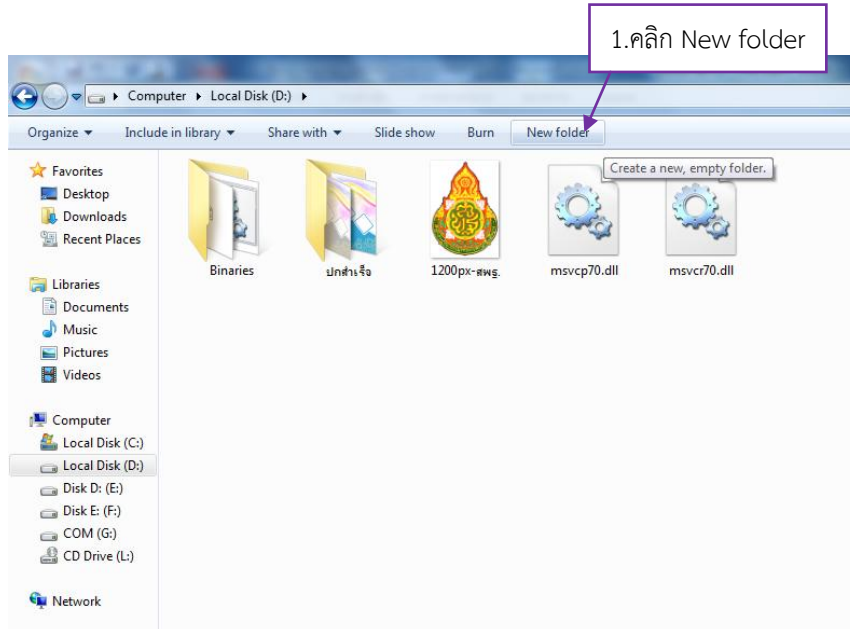 1.คลิก New folder
Computer Local Disk (D:)
Organize Include in library Share with Slide show Burn New folder
Create a new, empty folder.
Favorites
Desktop
Downloads
Recent Places
Binaries ปกสำเร็จ 1200px-สพฐ. msvcp70.dll msvcr70.dll
Libraries
Documents
Music
Pictures
Videos
Computer
Local Disk (C:)
Local Disk (D:)
Disk D: (E:)
Disk E: (F:)
COM (G:)
CD Drive (L:)
Network